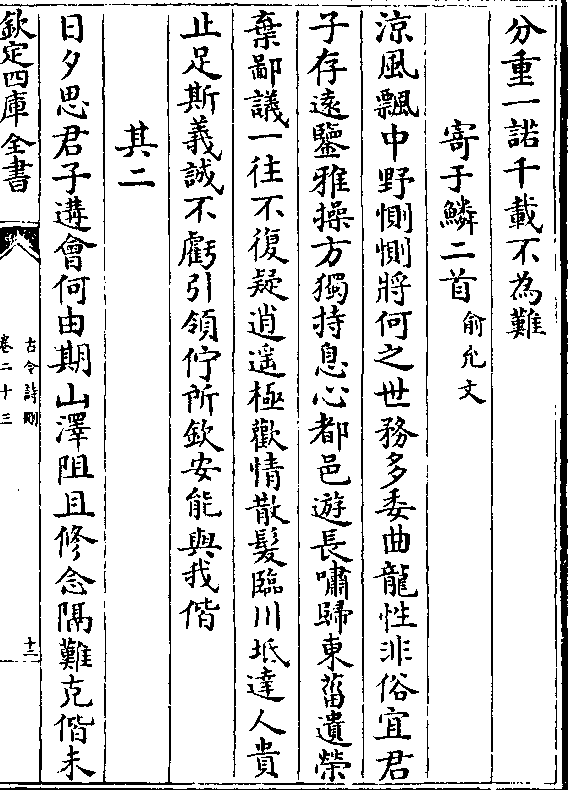 分重一諾千載不為難
寄于鱗二首 俞允文
涼風飄中野惻惻將何之世務多委曲龍性非俗宜君
子存遠鑒雅操方獨持息心都邑遊長嘯歸東菑遺榮
棄鄙議一往不復疑逍遥極歡情散髮臨川坻達人貴
止足斯義誠不虧引領佇所欽安能與我偕
其二
日夕思君子遘會何由期山澤阻且修念隔難克偕未
欽定四庫全書
古今詩刪
卷二十三
十二